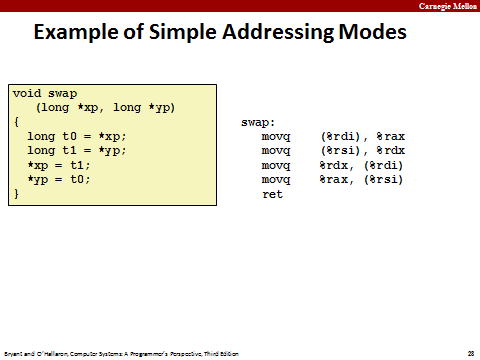 Carnegie Mellon
Example of Simple Addressing Modes
void swap
(long *xp, long *yp)
{
long t0 = *xp;
long t1 = *yp;
*xp = t1;
*yp = t0;
}
swap:
movq (%rdi), %rax
movq (%rsi), %rdx
movq %rdx, (%rdi)
movq %rax, (%rsi)
ret
Bryant and O'Hallaron, Computer Systems: A Programmer's Perspective, Third Edition
28